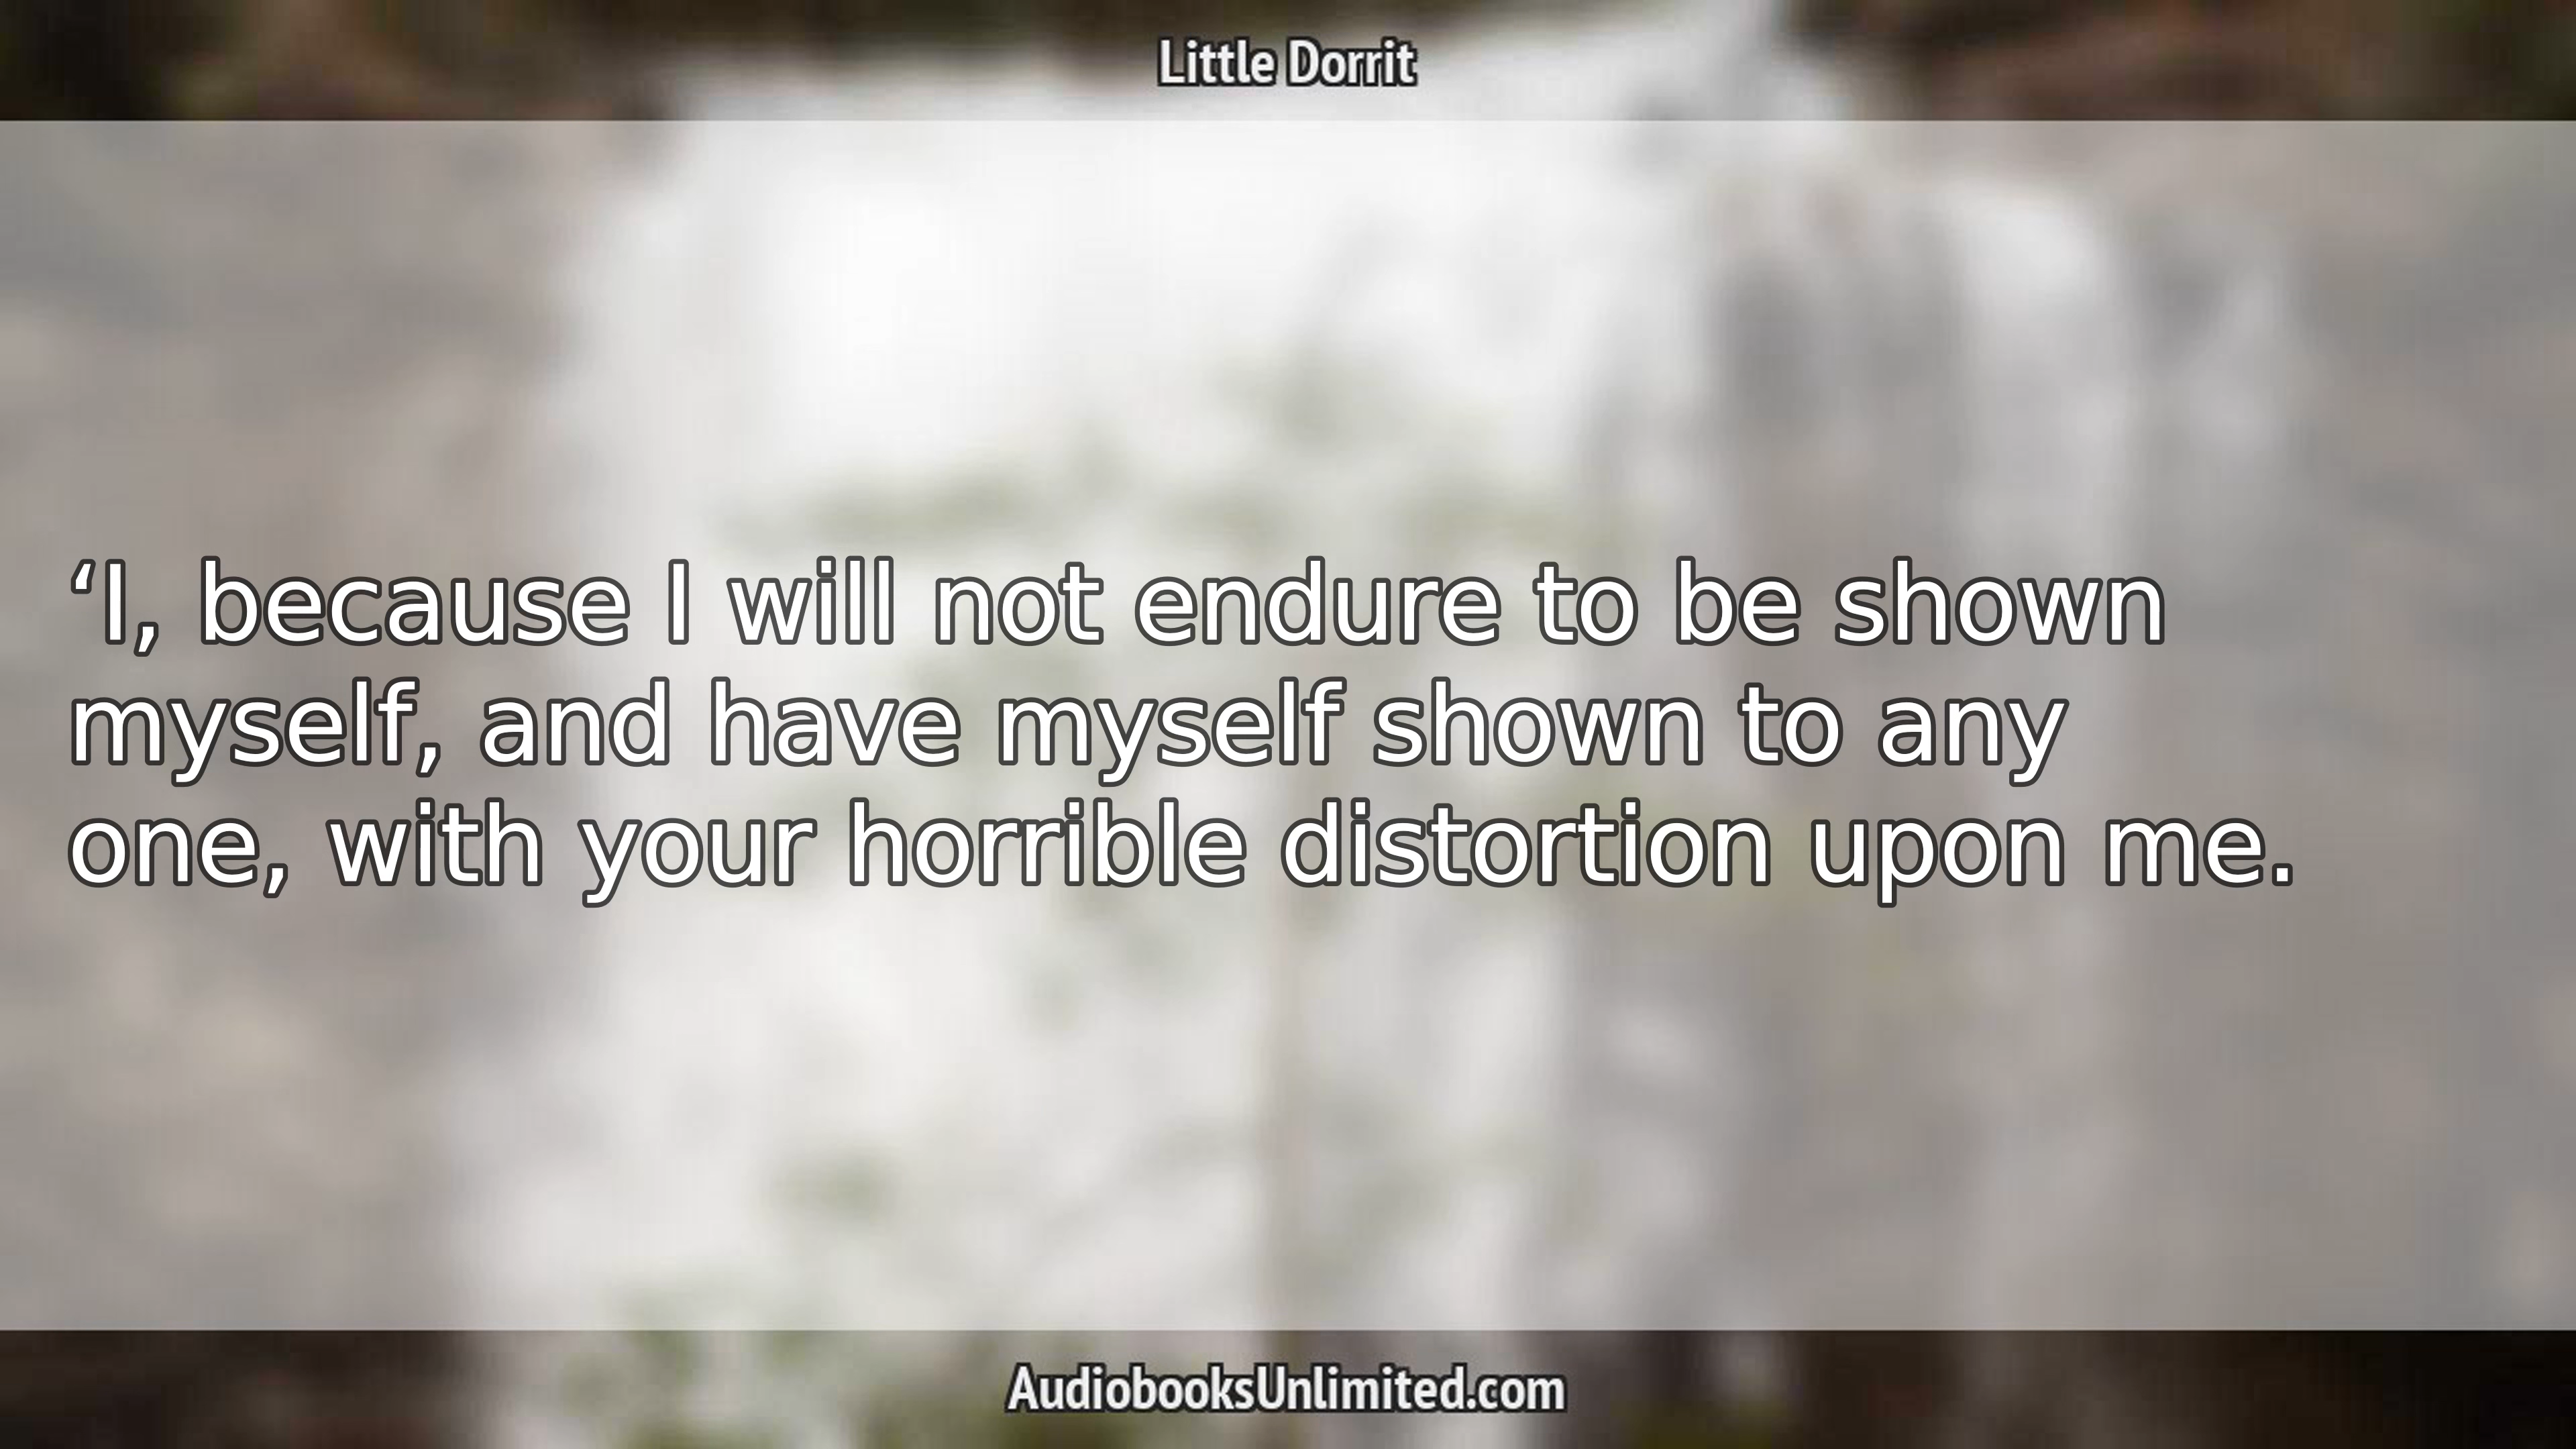 Little Dorrit
‘I, because I will not endure to be shown
myself, and have myself shown to any
one, with your horrible distortion upon me.
AudiobooksUnlimited.com